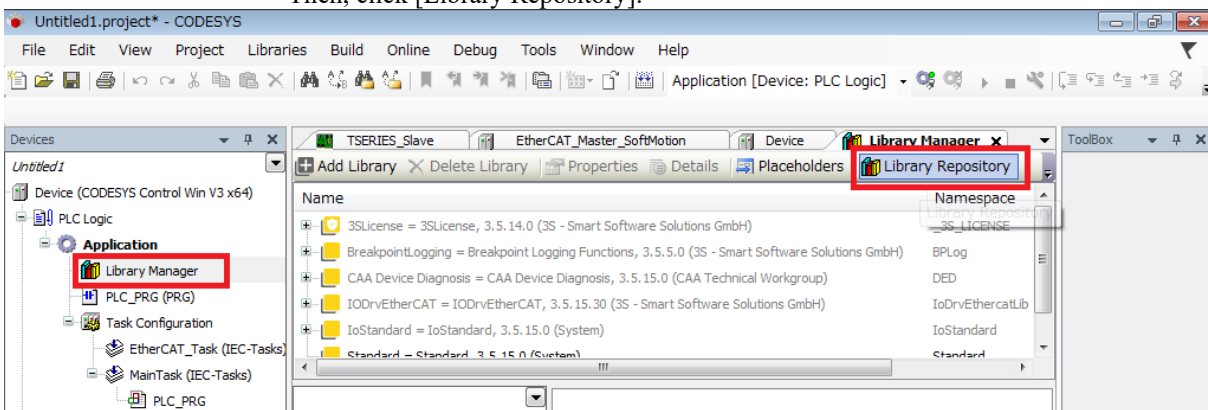 Then, click [Library Repository].
Untitled1.project* - CODESYS
File Edit View Project Libraries Build Online Debug Tools Window Help
Application [Device: PLC Logic]
Devices
TSERIES_Slave EtherCAT_Master_SoftMotion Device Library Manager ToolBox
Untitled1
Add Library Delete Library Properties Details Placeholders Library Repository
Device (CODESYS Control Win V3 x64)
Name Namespace
PLC Logic
Library Repository
3SLicense = 3SLicense, 3.5.14.0 (3S - Smart Software Solutions GmbH) _3S_LICENSE
Application
BreakpointLogging = Breakpoint Logging Functions, 3.5.5.0 (3S - Smart Software Solutions GmbH) BPLog
Library Manager
CAA Device Diagnosis = CAA Device Diagnosis, 3.5.15.0 (CAA Technical Workgroup) DED
PLC_PRG (PRG)
IODrvEtherCAT = IODrvEtherCAT, 3.5.15.30 (3S - Smart Software Solutions GmbH) IoDrvEthercatLib
Task Configuration
IoStandard = IoStandard, 3.5.15.0 (System) IoStandard
EtherCAT_Task (IEC-Tasks)
Standard = Standard, 3.5.15.0 (System) Standard
MainTask (IEC-Tasks)
PLC_PRG